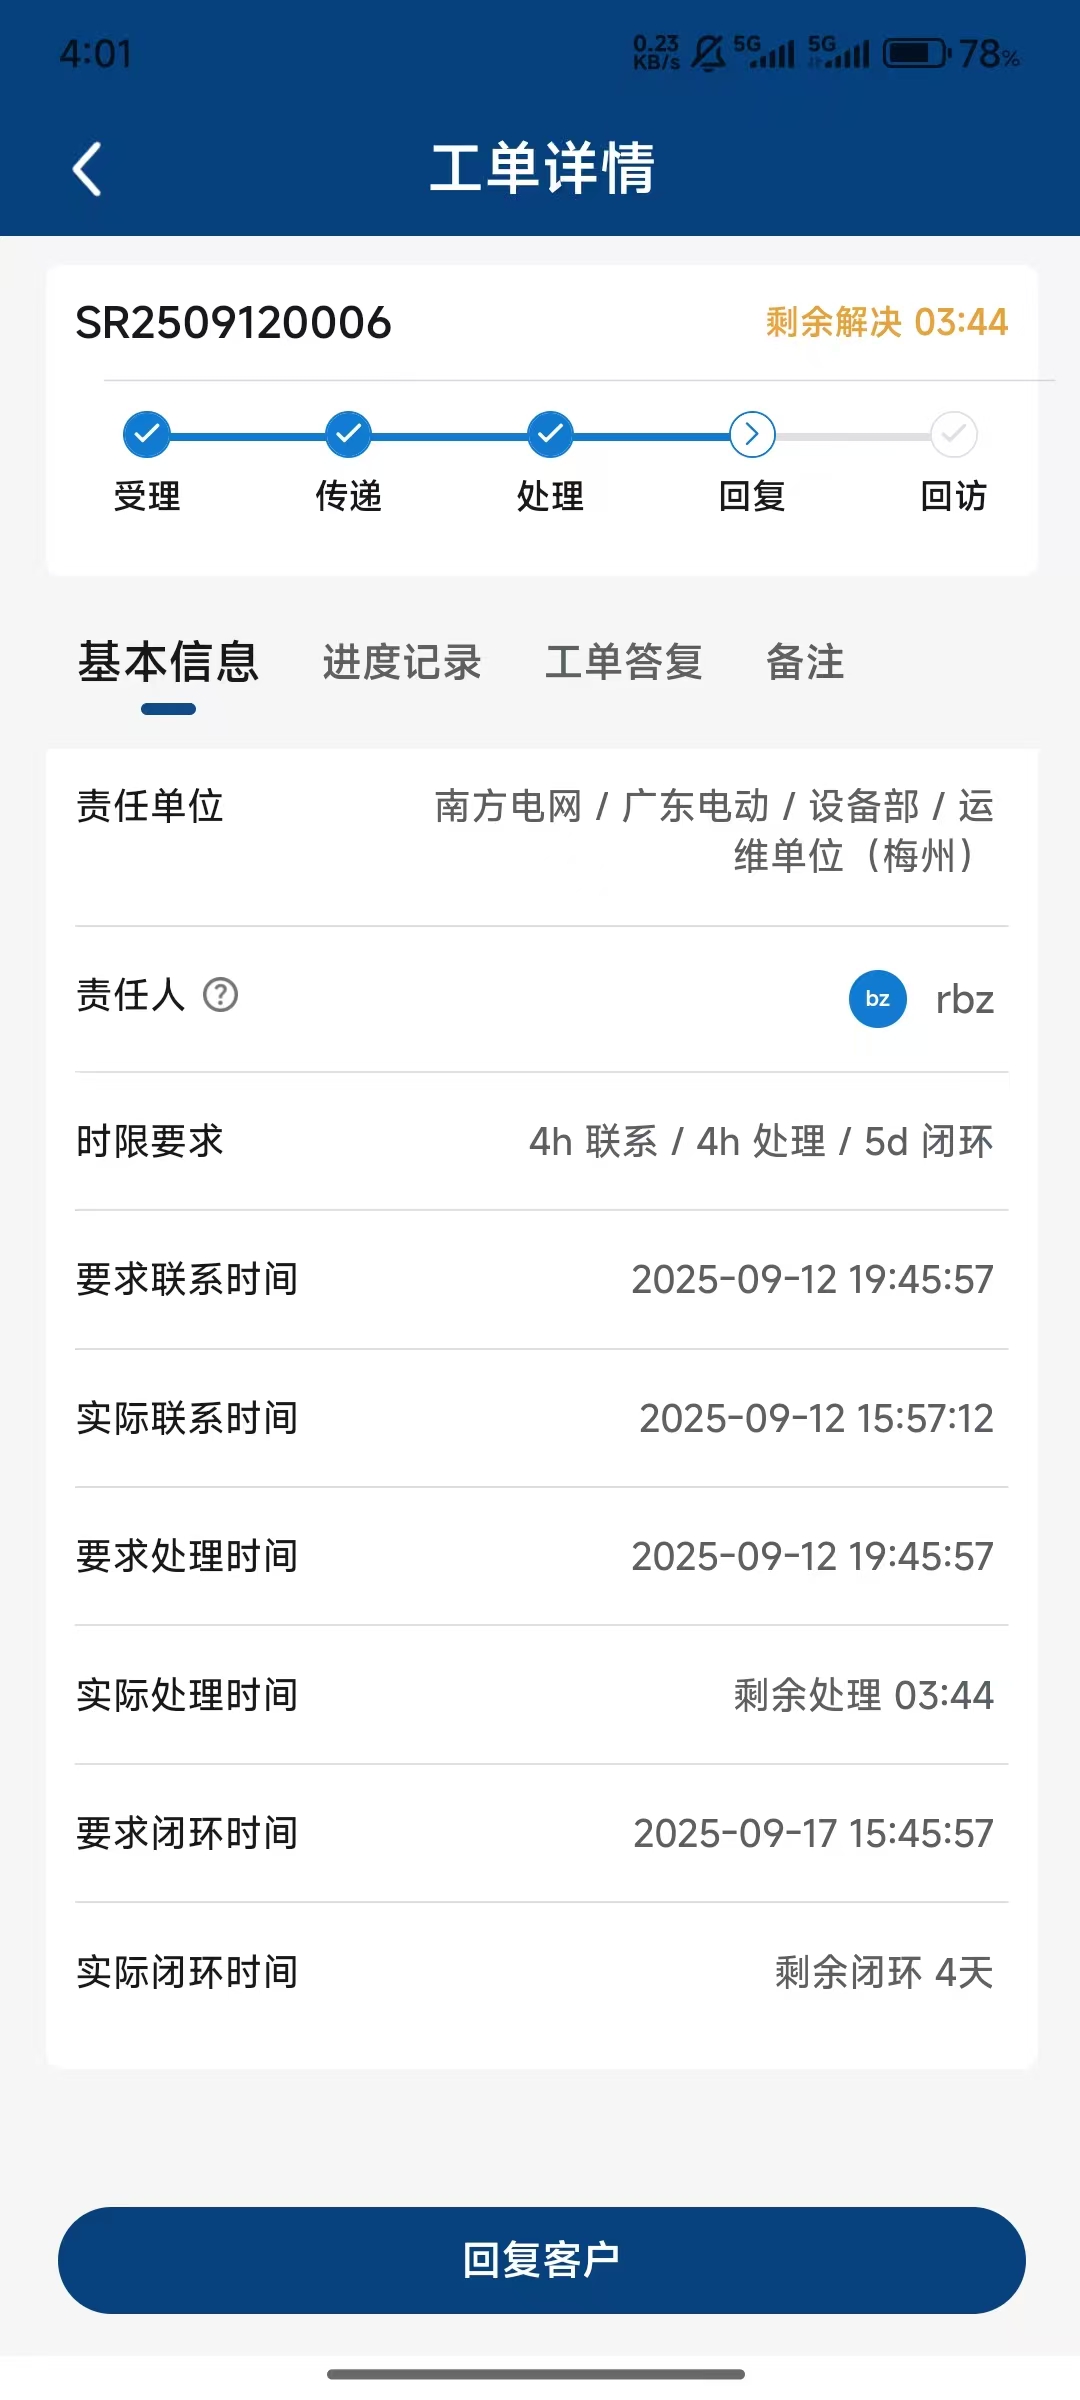 4:01
0.23 KB/s 5G 5G 78%
工单详情
SR2509120006 剩余解决 03:44
受理 传递 处理 回复 回访
基本信息 进度记录 工单答复 备注
责任单位 南方电网 / 广东电动 / 设备部 / 运
维单位（梅州）
责任人 ? bz rbz
时限要求 4h 联系 / 4h 处理 / 5d 闭环
要求联系时间 2025-09-12 19:45:57
实际联系时间 2025-09-12 15:57:12
要求处理时间 2025-09-12 19:45:57
实际处理时间 剩余处理 03:44
要求闭环时间 2025-09-17 15:45:57
实际闭环时间 剩余闭环 4天
回复客户